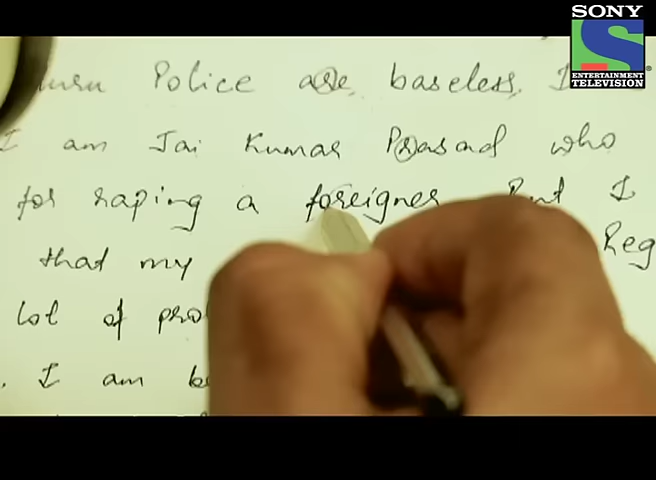 SONY
ENTERTAINMENT
TELEVISION
Police are baseless. I
I am Jai Kumar Prasad who
for raping a foreigner But I
that my Reg
lot of
I am